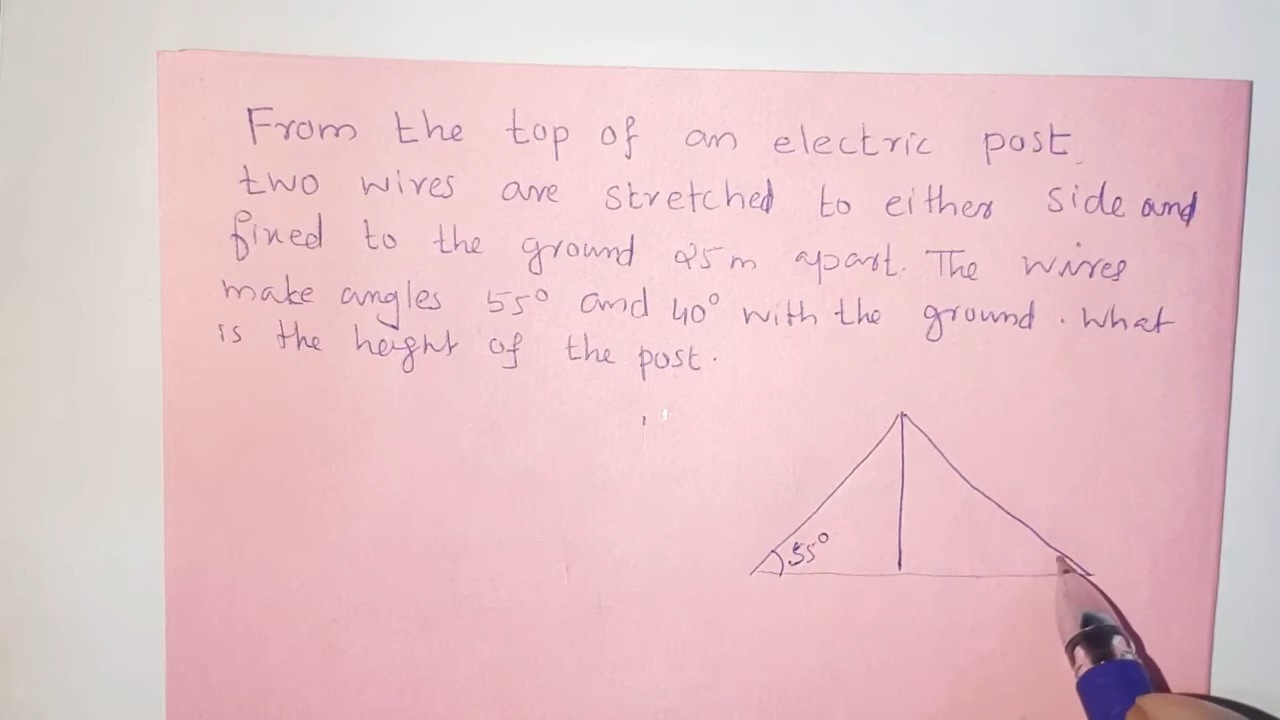 From the top of an electric post,
two wires are stretched to either side and
fixed to the ground 25m apart. The wires
make angles 55° and 40° with the ground. What
is the height of the post.
55°